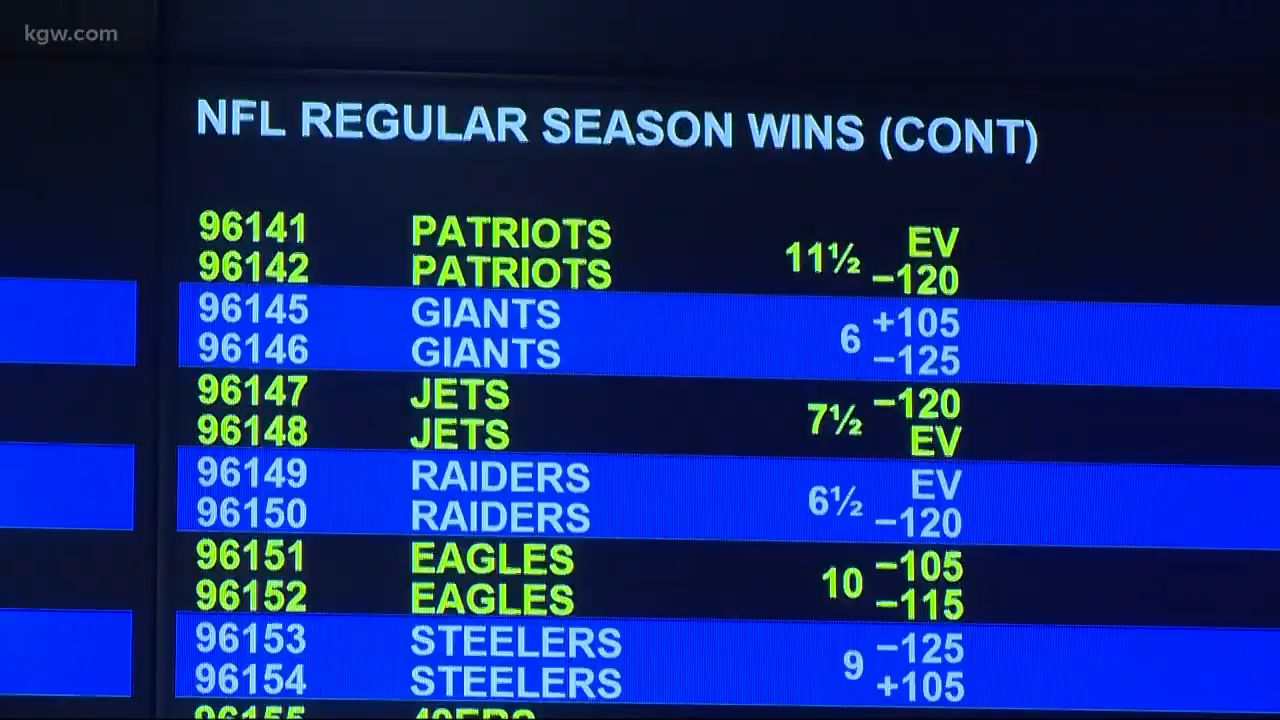 kgw.com
NFL REGULAR SEASON WINS (CONT)
96141 PATRIOTS 11½ EV
96142 PATRIOTS −120
96145 GIANTS 6 +105
96146 GIANTS −125
96147 JETS 7½ −120
96148 JETS EV
96149 RAIDERS 6½ EV
96150 RAIDERS −120
96151 EAGLES 10 −105
96152 EAGLES −115
96153 STEELERS 9 −125
96154 STEELERS +105
96155 49ERS